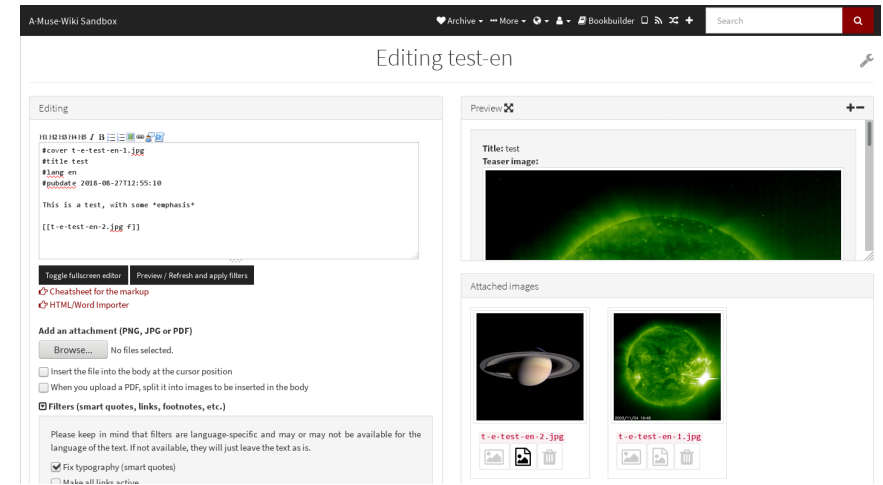 A-Muse-Wiki Sandbox
Archive
More
Bookbuilder
Search
Editing test-en
Editing
H1 H2 H3 H4 H5 I B
#cover t-e-test-en-1.jpg
#title test
#lang en
#pubdate 2018-08-27T12:55:10
This is a test, with some *emphasis*
[[t-e-test-en-2.jpg f]]
Toggle fullscreen editor
Preview / Refresh and apply filters
Cheatsheet for the markup
HTML/Word Importer
Add an attachment (PNG, JPG or PDF)
Browse...
No files selected.
Insert the file into the body at the cursor position
When you upload a PDF, split it into images to be inserted in the body
Filters (smart quotes, links, footnotes, etc.)
Please keep in mind that filters are language-specific and may or may not be available for the
language of the text. If not available, they will just leave the text as is.
Fix typography (smart quotes)
Make all links active
Preview
Title: test
Teaser image:
Attached images
t-e-test-en-2.jpg
t-e-test-en-1.jpg